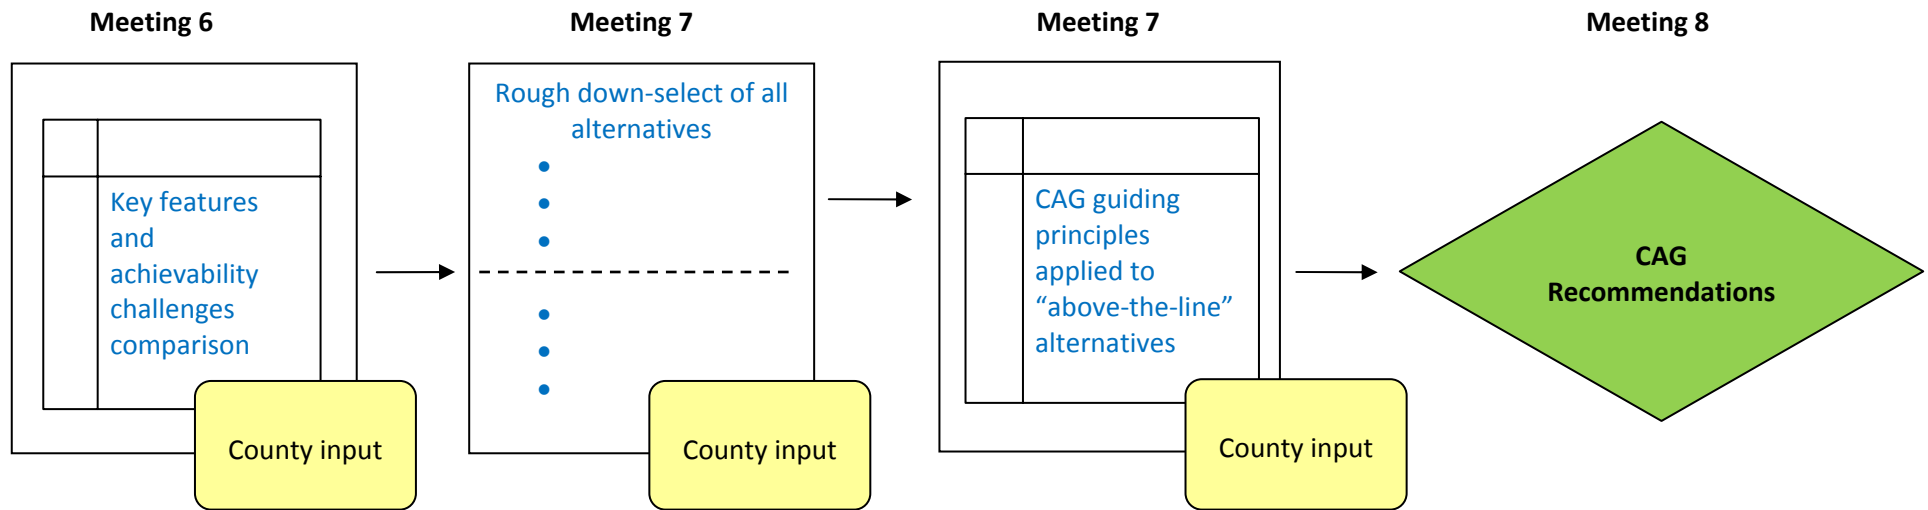 Meeting 6
Meeting 7
Meeting 7
Meeting 8
Key features
and
achievability
challenges
comparison
County input
Rough down-select of all
alternatives
County input
CAG guiding
principles
applied to
“above-the-line”
alternatives
County input
CAG
Recommendations